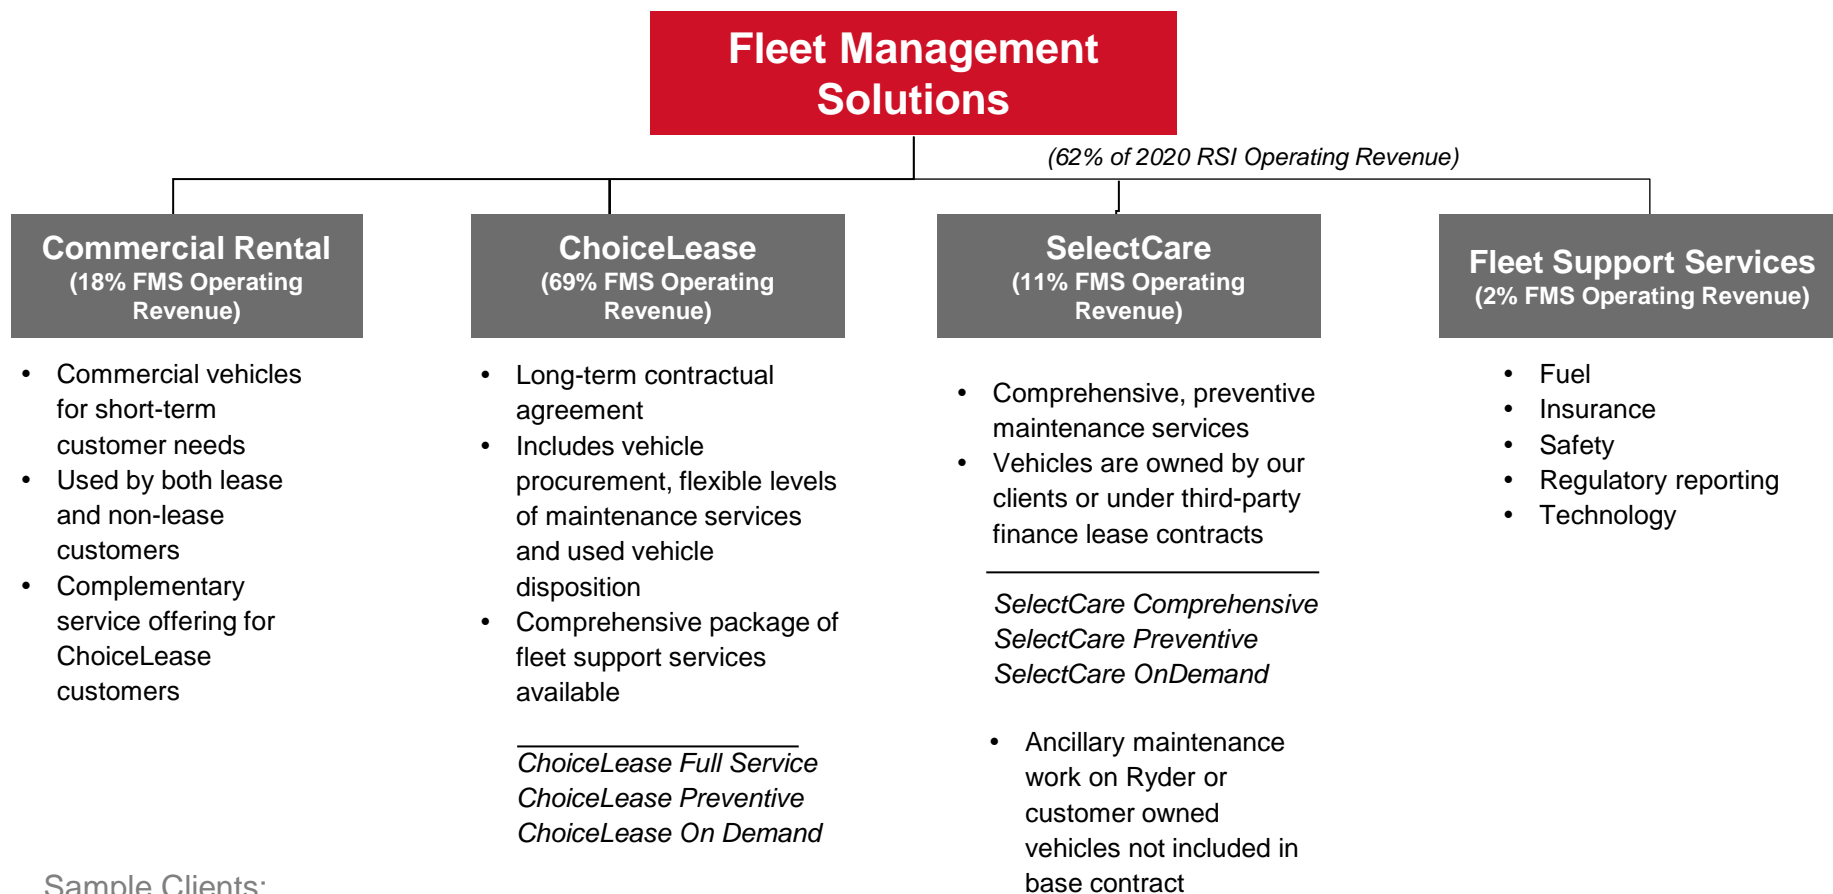 Fleet Management
Solutions
(62% of 2020 RSI Operating Revenue)
Commercial Rental
(18% FMS Operating
Revenue)
• Commercial vehicles
for short-term
customer needs
• Used by both lease
and non-lease
customers
• Complementary
service offering for
ChoiceLease
customers
ChoiceLease
(69% FMS Operating
Revenue)
• Long-term contractual
agreement
• Includes vehicle
procurement, flexible levels
of maintenance services
and used vehicle
disposition
• Comprehensive package of
fleet support services
available
ChoiceLease Full Service
ChoiceLease Preventive
ChoiceLease On Demand
SelectCare
(11% FMS Operating
Revenue)
• Comprehensive, preventive
maintenance services
• Vehicles are owned by our
clients or under third-party
finance lease contracts
SelectCare Comprehensive
SelectCare Preventive
SelectCare OnDemand
• Ancillary maintenance
work on Ryder or
customer owned
vehicles not included in
base contract
Fleet Support Services
(2% FMS Operating Revenue)
• Fuel
• Insurance
• Safety
• Regulatory reporting
• Technology
Sample Clients: